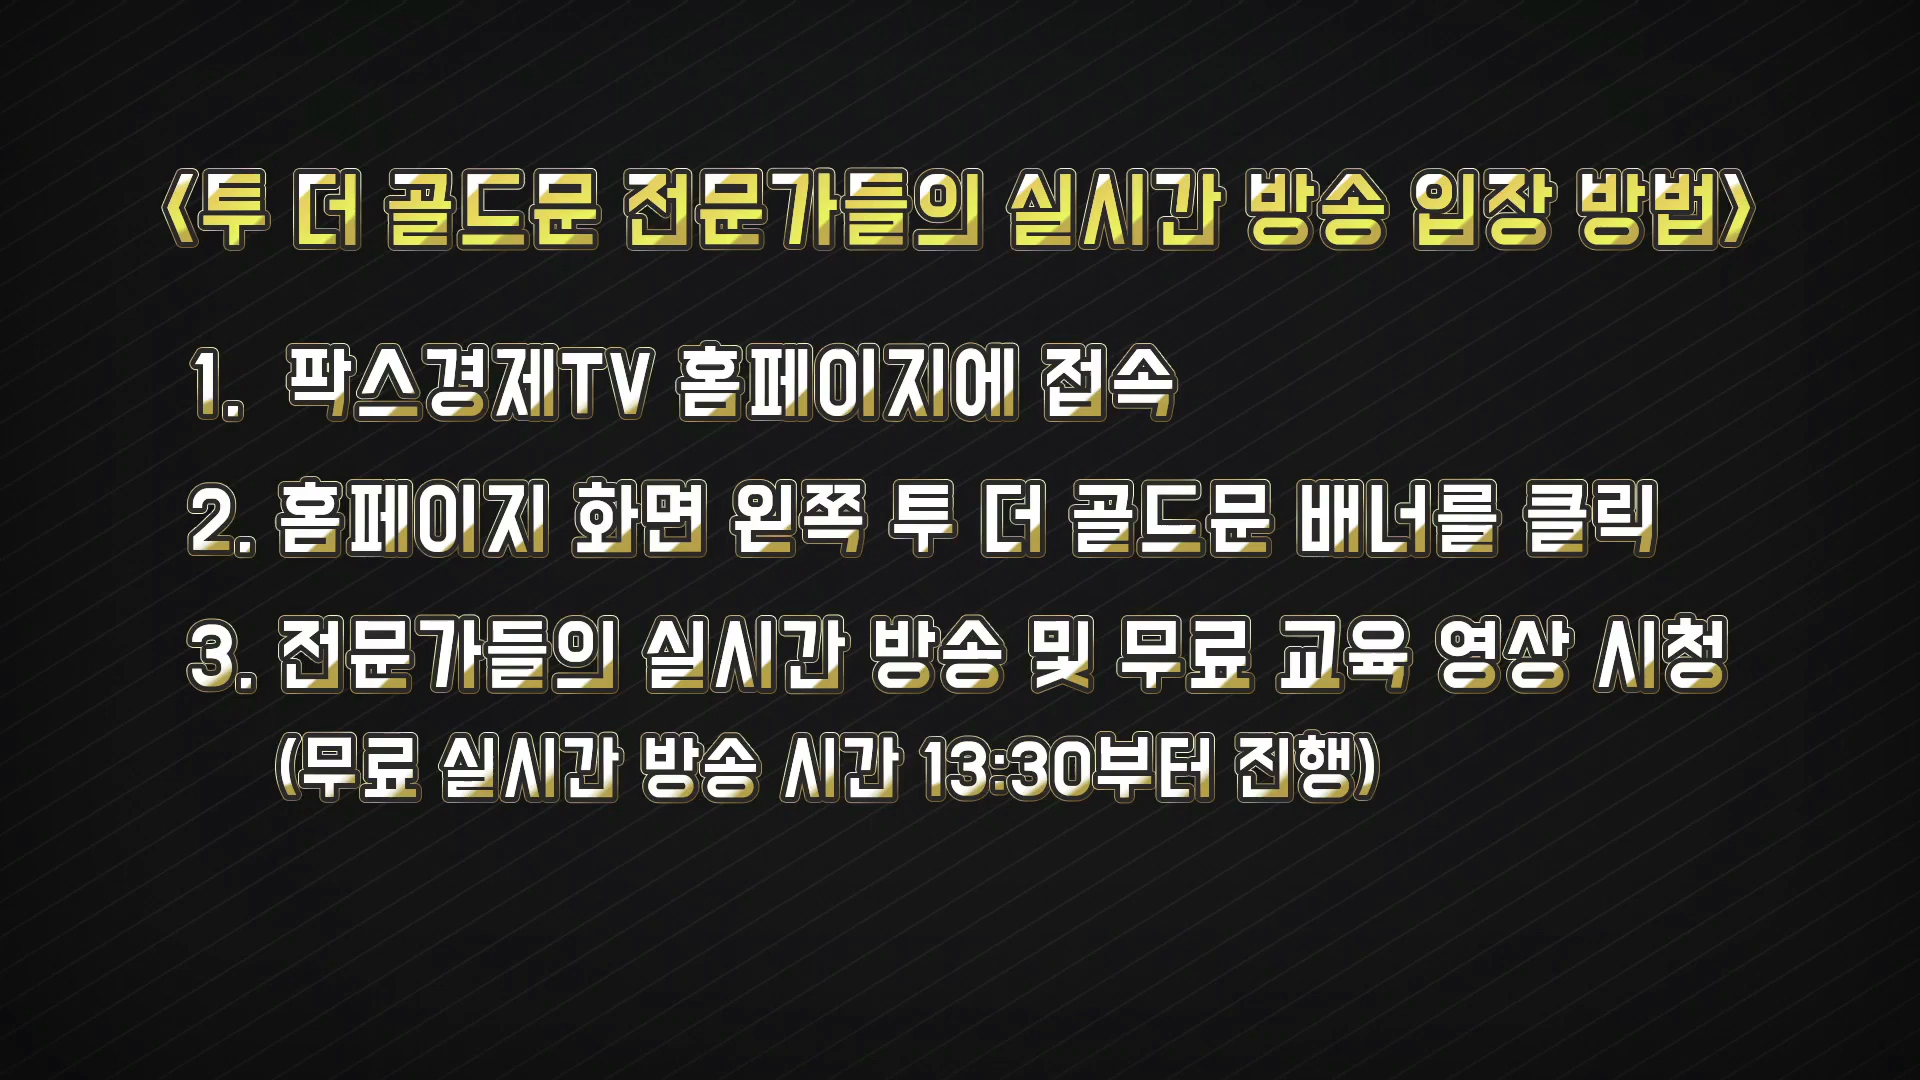 〈투 더 골드문 전문가들의 실시간 방송 입장 방법〉
1. 팍스경제TV 홈페이지에 접속
2. 홈페이지 화면 왼쪽 투 더 골드문 배너를 클릭
3. 전문가들의 실시간 방송 및 무료 교육 영상 시청
(무료 실시간 방송 시간 13:30부터 진행)